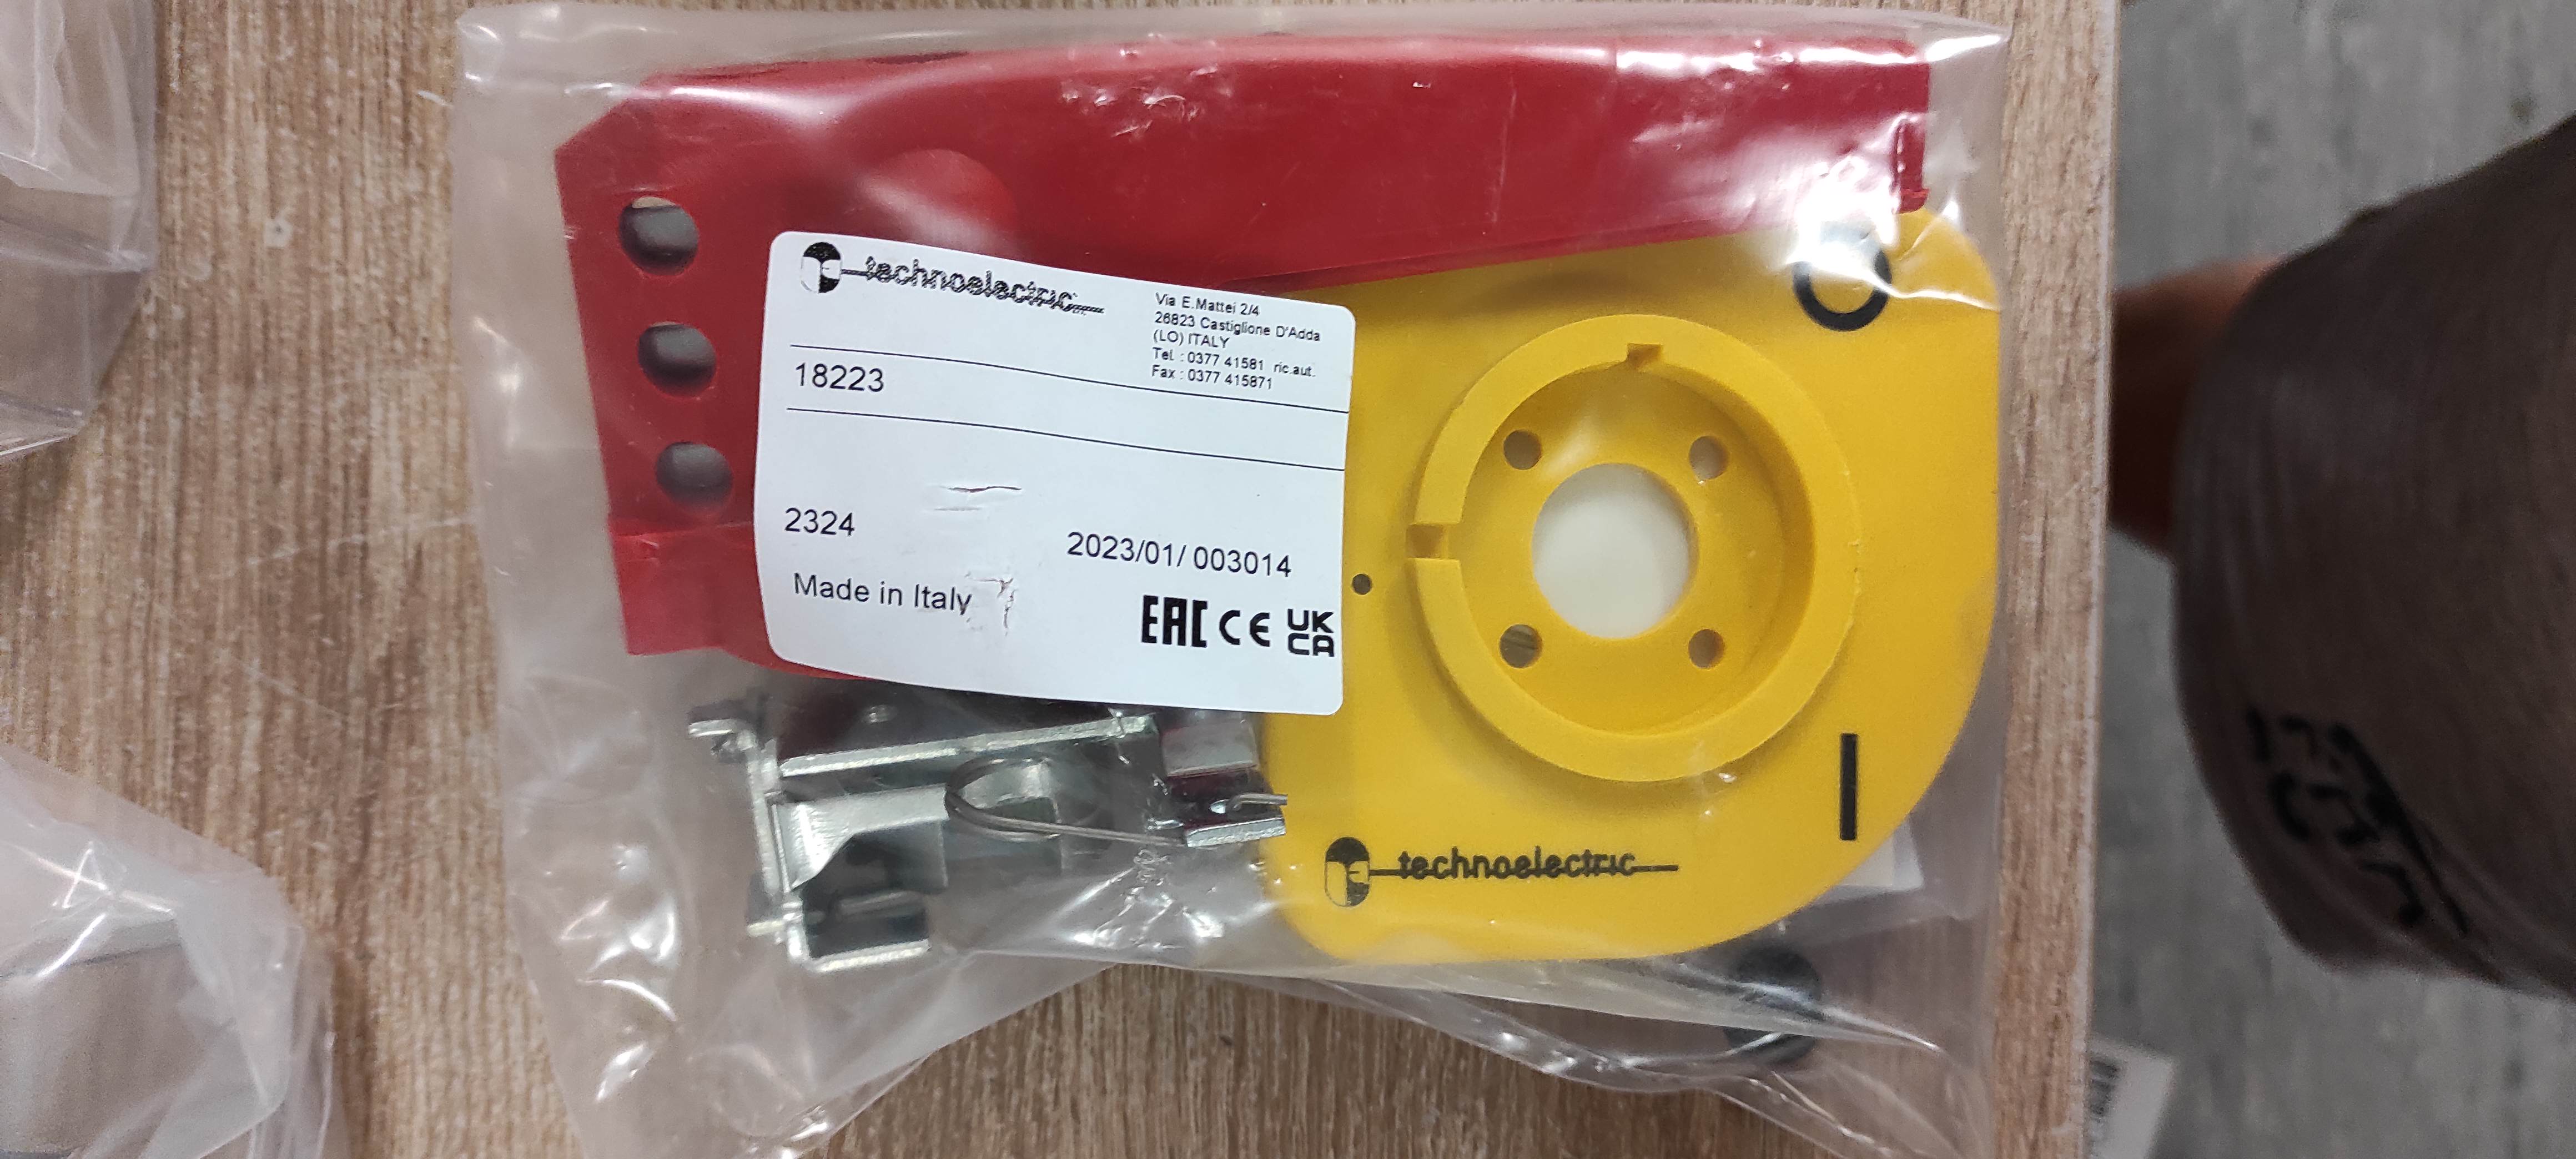 technoelectric
Via E.Mattei 2/4
26823 Castiglione D'Adda
(LO) ITALY
Tel. : 0377 41581 ric.aut.
Fax : 0377 415871
18223
2324
2023/01/ 003014
Made in Italy
EAC CE UK
CA
O
I
technoelectric